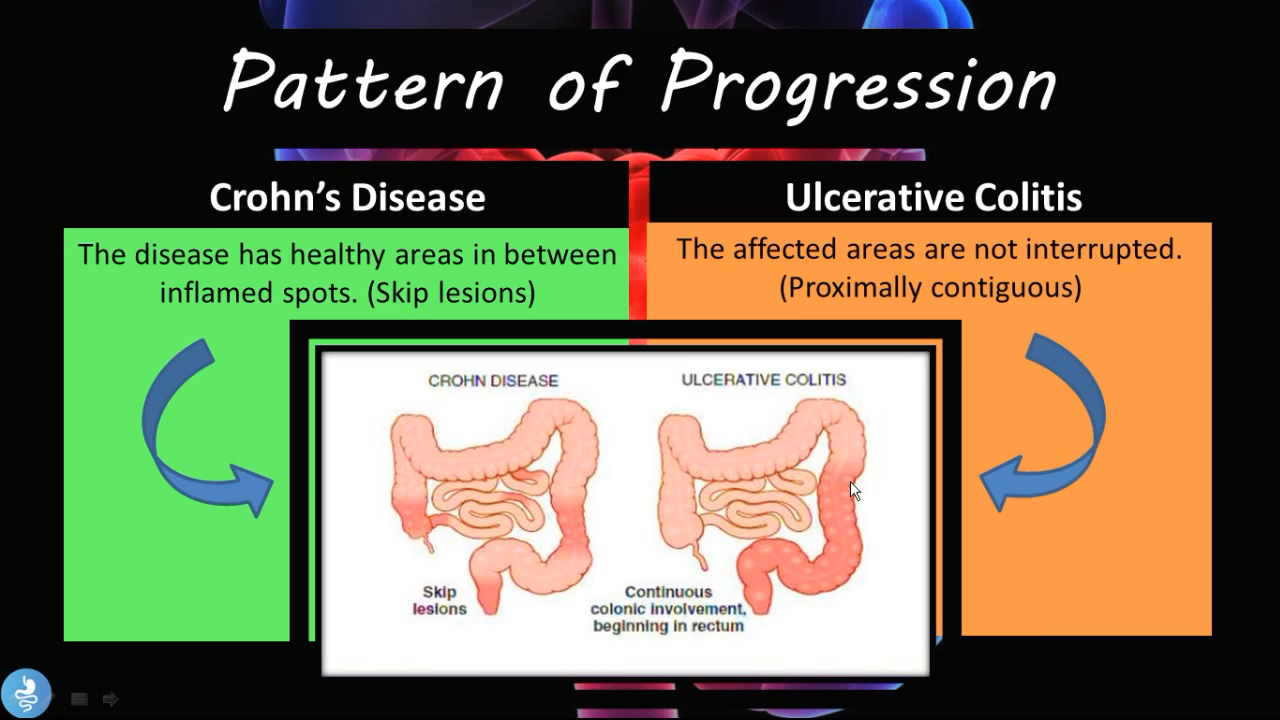 Pattern of Progression
Crohn’s Disease
The disease has healthy areas in between
inflamed spots. (Skip lesions)
Ulcerative Colitis
The affected areas are not interrupted.
(Proximally contiguous)
CROHN DISEASE
Skip
lesions
ULCERATIVE COLITIS
Continuous
colonic involvement,
beginning in rectum